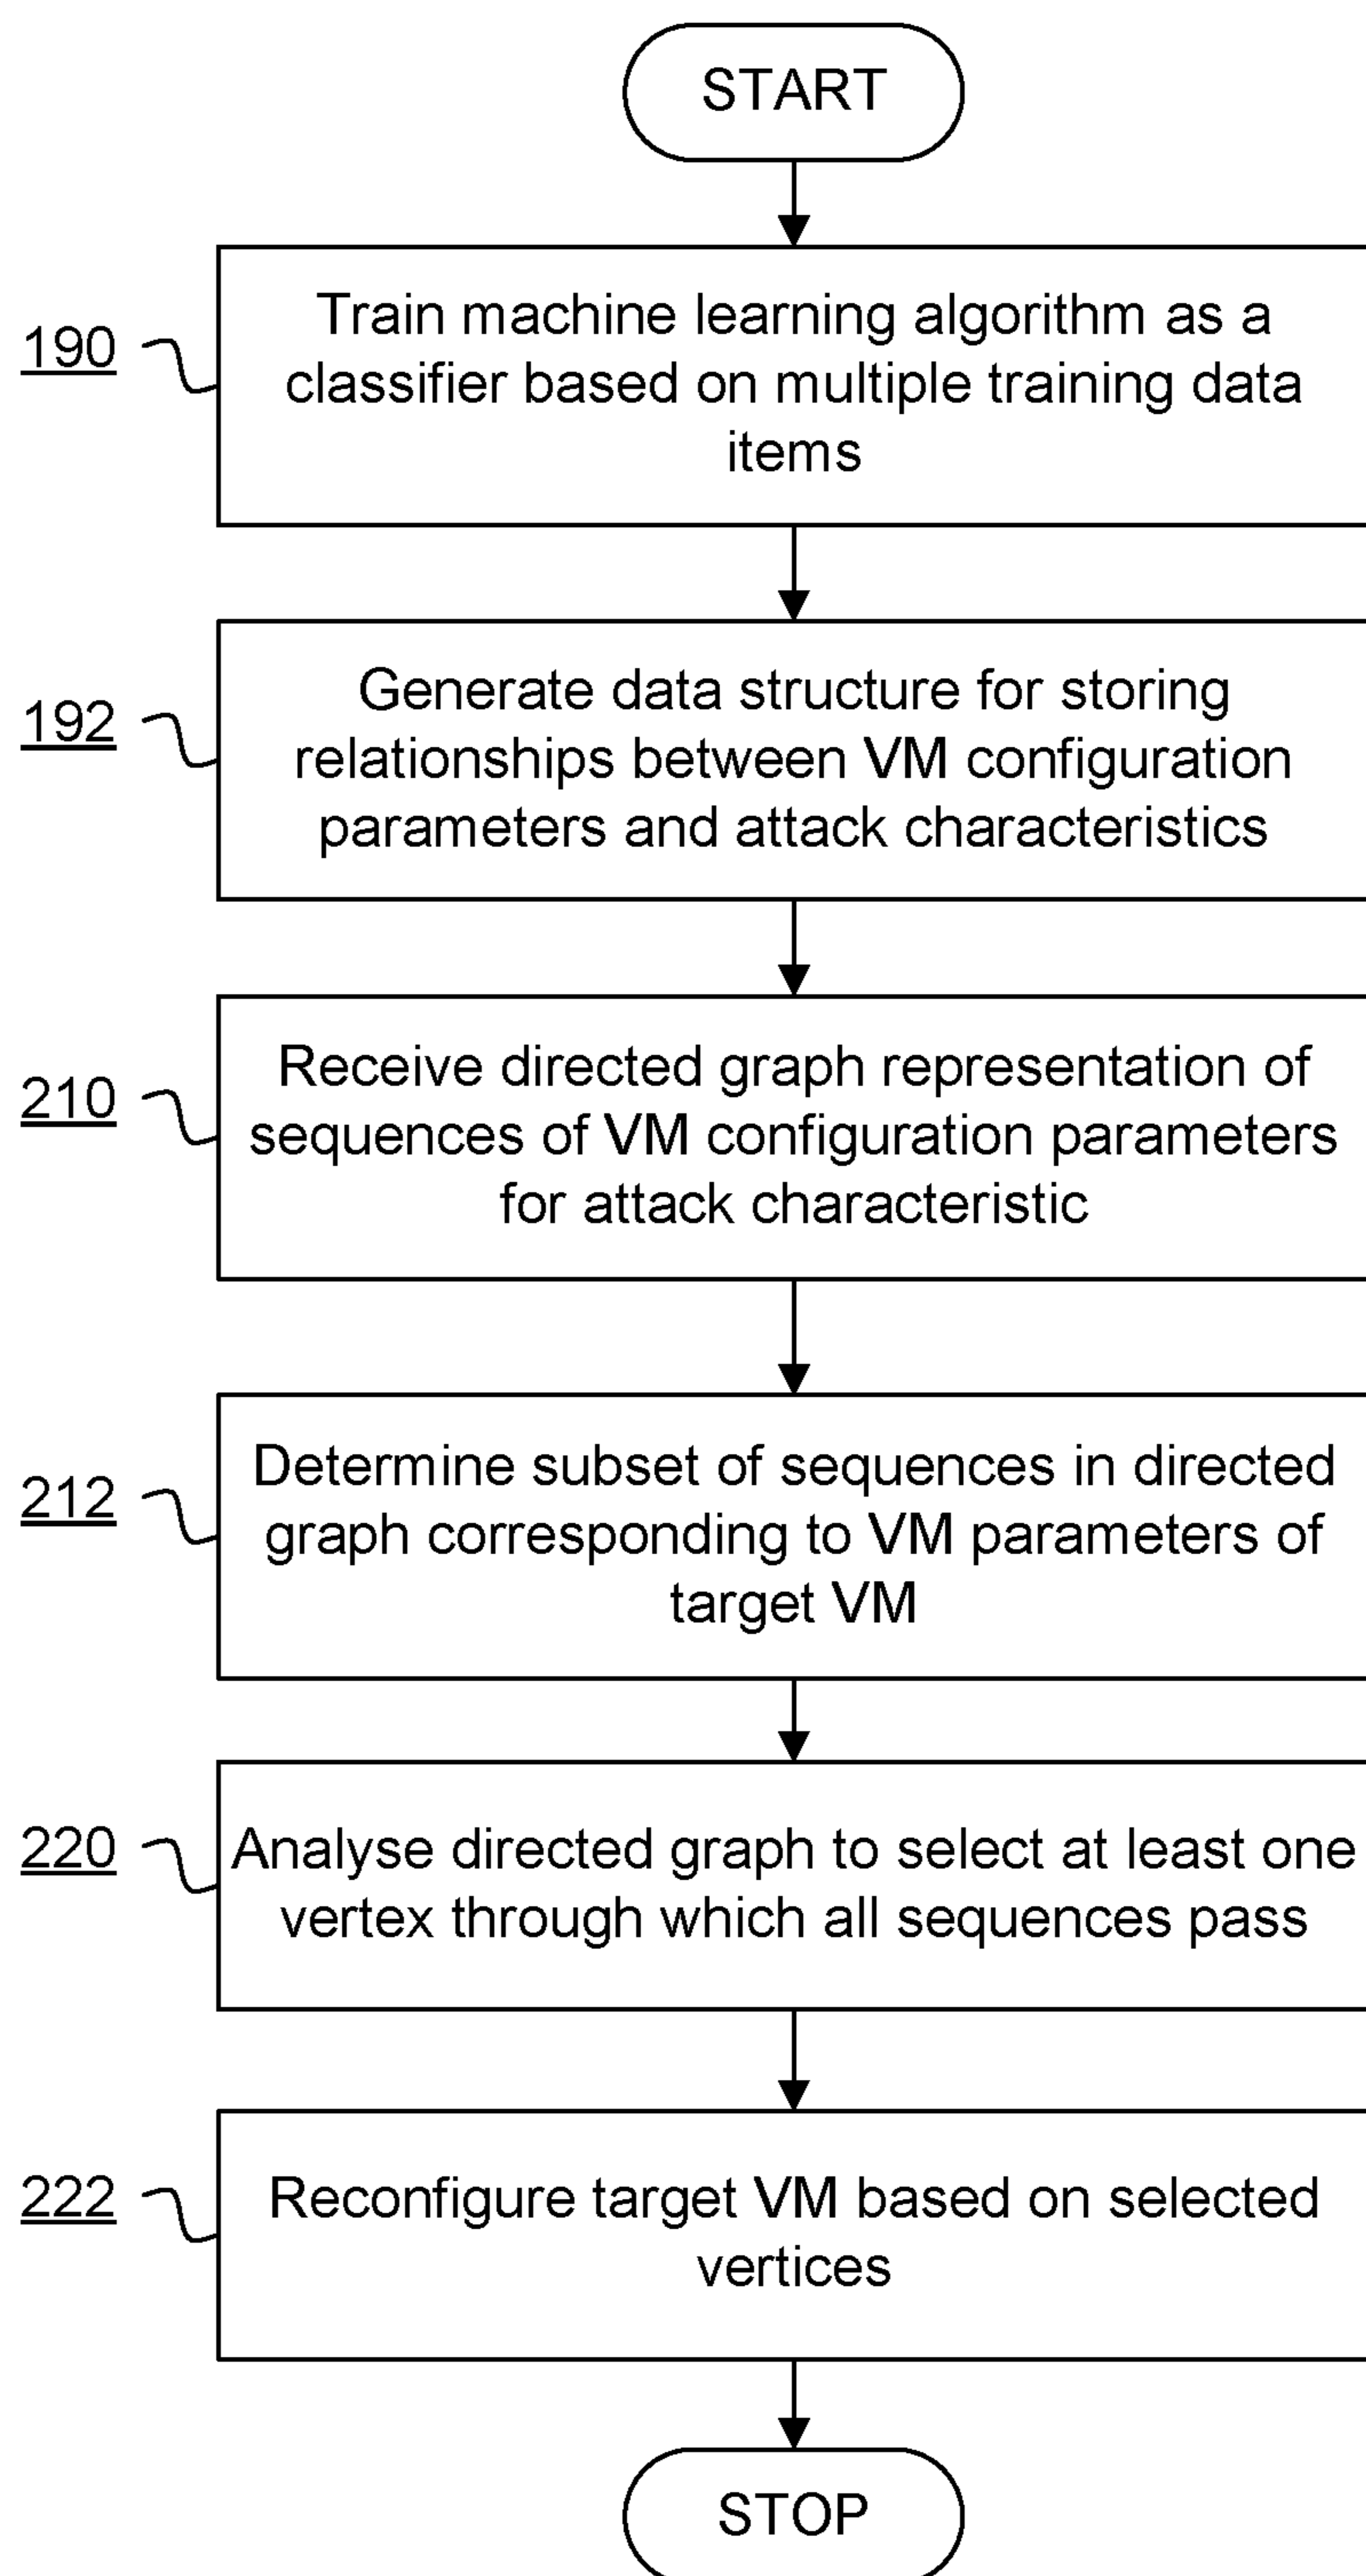 START
190
Train machine learning algorithm as a
classifier based on multiple training data
items
192
Generate data structure for storing
relationships between VM configuration
parameters and attack characteristics
210
Receive directed graph representation of
sequences of VM configuration parameters
for attack characteristic
212
Determine subset of sequences in directed
graph corresponding to VM parameters of
target VM
220
Analyse directed graph to select at least one
vertex through which all sequences pass
222
Reconfigure target VM based on selected
vertices
STOP